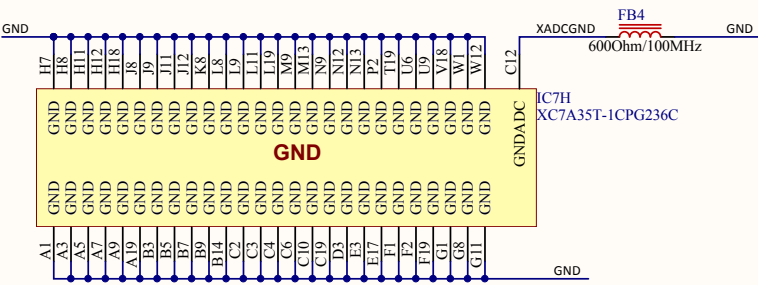 GND XADCGND FB4 GND
600Ohm/100MHz
H7 H8 H11 H12 H18 J8 J9 J11 J12 K8 L8 L9 L11 L19 M9 M13 N9 N12 N13 P2 T19 U6 U9 V18 W1 W12 C12
IC7H
XC7A35T-1CPG236C
GND GND GND GND GND GND GND GND GND GND GND GND GND GND GND GND GND GND GND GND GND GND GND GND GND GND GNDADC
GND
GND GND GND GND GND GND GND GND GND GND GND GND GND GND GND GND GND GND GND GND GND GND GND GND GND GND
A1 A3 A5 A7 A9 A19 B3 B5 B7 B9 B14 C2 C3 C4 C6 C10 C19 D3 E3 E17 F1 F2 F19 G1 G8 G11
GND